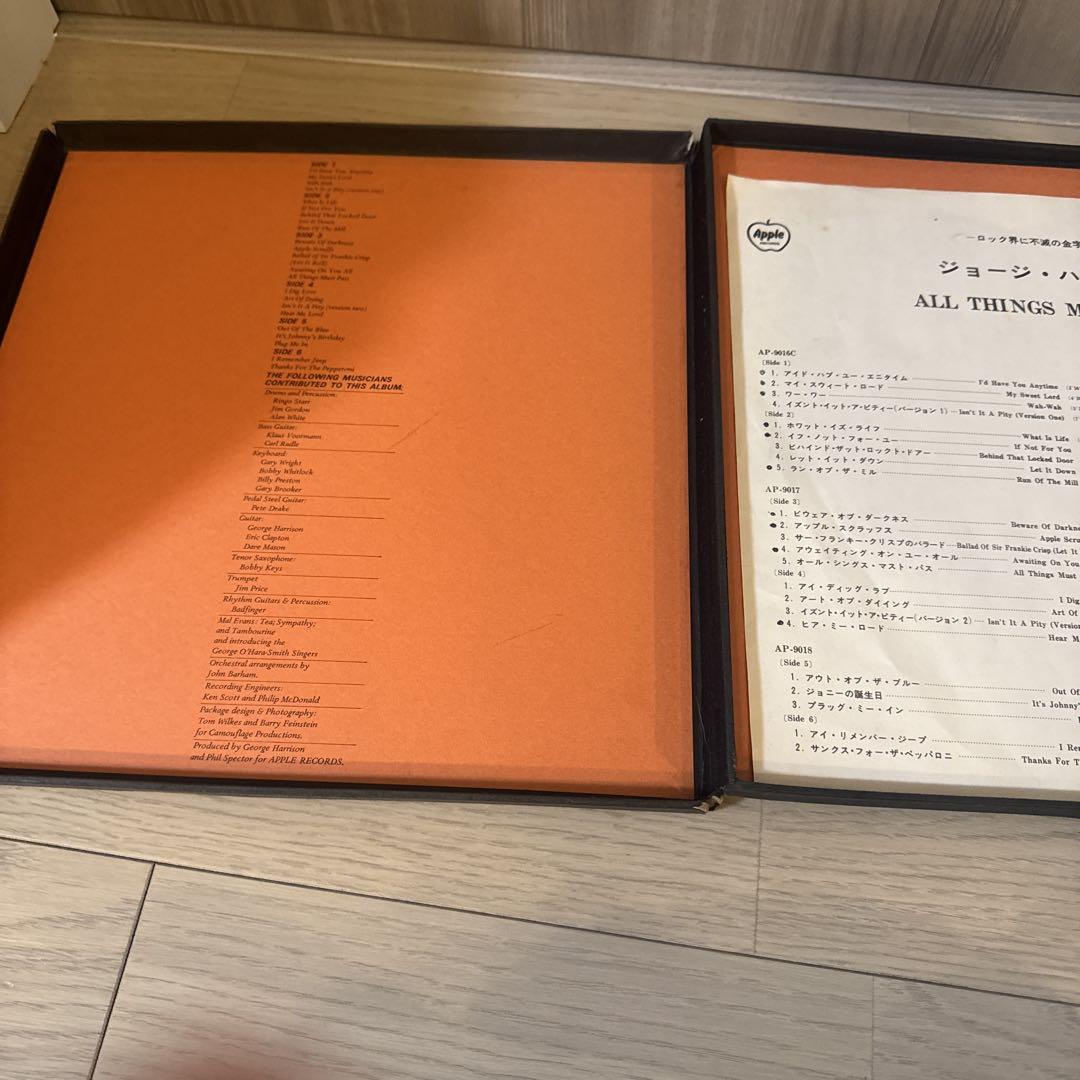 SIDE 1
I'd Have You Anytime
My Sweet Lord
Wah-Wah
Isn't It A Pity (version one)
SIDE 2
What Is Life
If Not For You
Behind That Locked Door
Let It Down
Run Of The Mill
SIDE 3
Beware Of Darkness
Apple Scruffs
Ballad of Sir Frankie Crisp
(Let It Roll)
Awaiting On You All
All Things Must Pass
SIDE 4
I Dig Love
Art Of Dying
Isn't It A Pity (version two)
Hear Me Lord
SIDE 5
Out Of The Blue
It's Johnny's Birthday
Plug Me In
SIDE 6
I Remember Jeep
Thanks For The Pepperoni
THE FOLLOWING MUSICIANS
CONTRIBUTED TO THIS ALBUM:
Drums and Percussion:
Ringo Starr
Jim Gordon
Alan White
Bass Guitar:
Klaus Voormann
Carl Radle
Keyboard:
Gary Wright
Bobby Whitlock
Billy Preston
Gary Brooker
Pedal Steel Guitar:
Pete Drake
Guitar:
George Harrison
Eric Clapton
Dave Mason
Tenor Saxophone:
Bobby Keys
Trumpet
Jim Price
Rhythm Guitars & Percussion:
Badfinger
Mal Evans: Tea; Sympathy;
and Tambourine
and introducing the
George O'Hara-Smith Singers
Orchestral arrangements by
John Barham.
Recording Engineers:
Ken Scott and Philip McDonald
Package design & Photography:
Tom Wilkes and Barry Feinstein
for Camouflage Productions.
Produced by George Harrison
and Phil Spector for APPLE RECORDS.
Apple
RECORDS
ーロック界に不滅の金字
ジョージ・ハ
ALL THINGS M
AP-9016C
(Side 1)
1. アイド・ハブ・ユー・エニタイム I'd Have You Anytime
2. マイ・スウィート・ロード My Sweet Lord
3. ワー・ワー Wah-Wah
4. イズント・イット・ア・ピティー(バージョン 1) Isn't It A Pity (Version One)
(Side 2)
1. ホワット・イズ・ライフ What Is Life
2. イフ・ノット・フォー・ユー If Not For You
3. ビハインド・ザット・ロックト・ドアー Behind That Locked Door
4. レット・イット・ダウン Let It Down
5. ラン・オブ・ザ・ミル Run Of The Mill
AP-9017
(Side 3)
1. ビウェア・オブ・ダークネス Beware Of Darkne
2. アップル・スクラッフス Apple Scru
3. サー・フランキー・クリスプのバラード Ballad Of Sir Frankie Crisp (Let It
4. アウェイティング・オン・ユー・オール Awaiting On You
5. オール・シングス・マスト・パス All Things Must
(Side 4)
1. アイ・ディッグ・ラブ I Dig
2. アート・オブ・ダイイング Art Of
3. イズント・イット・ア・ピティー(バージョン 2) Isn't It A Pity (Version
4. ヒア・ミー・ロード Hear M
AP-9018
(Side 5)
1. アウト・オブ・ザ・ブルー Out Of
2. ジョニーの誕生日 It's Johnny'
3. プラッグ・ミー・イン
(Side 6)
1. アイ・リメンバー・ジープ I Rem
2. サンクス・フォー・ザ・ペッパロニ Thanks For T